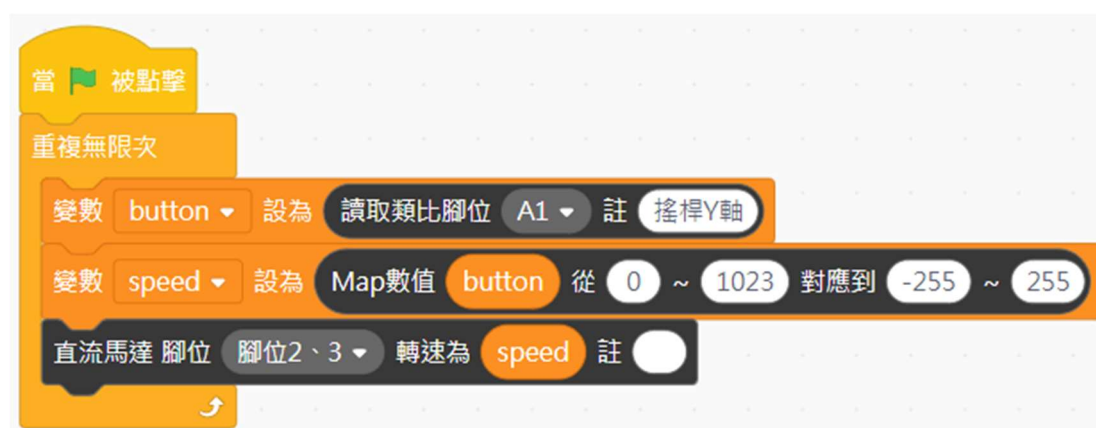 當 被點擊
重複無限次
變數 button 設為 讀取類比腳位 A1 註 搖桿Y軸
變數 speed 設為 Map數值 button 從 0 ~ 1023 對應到 -255 ~ 255
直流馬達 腳位 腳位2、3 轉速為 speed 註